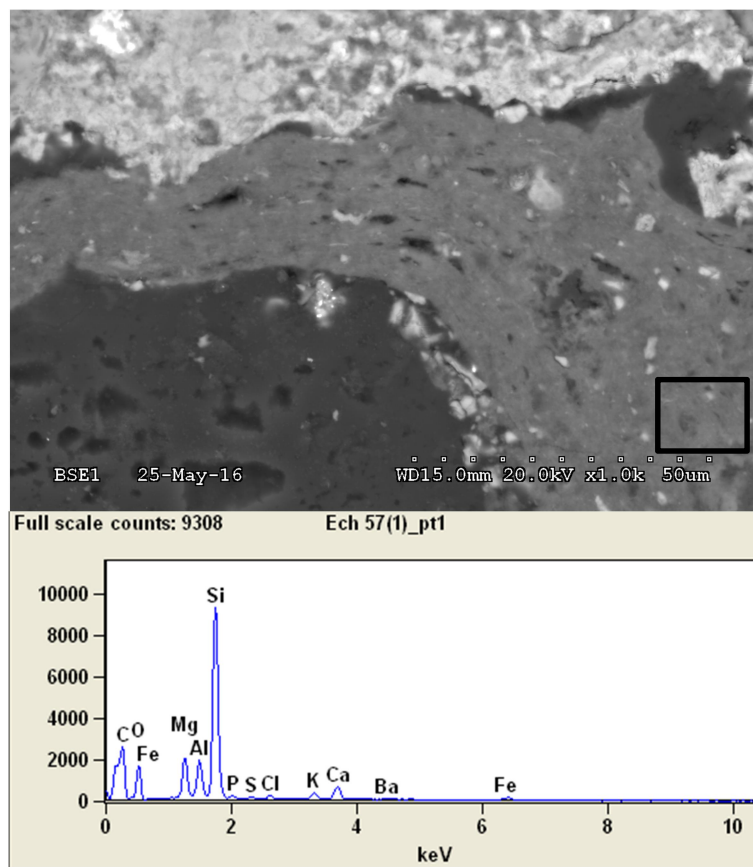 BSE1 25-May-16 WD15.0mm 20.0kV x1.0k 50um
Full scale counts: 9308 Ech 57(1)_pt1
10000
8000
6000
4000
2000
0
Si
C O Fe Mg Al P S Cl K Ca Ba Fe
0 2 4 6 8 10
keV